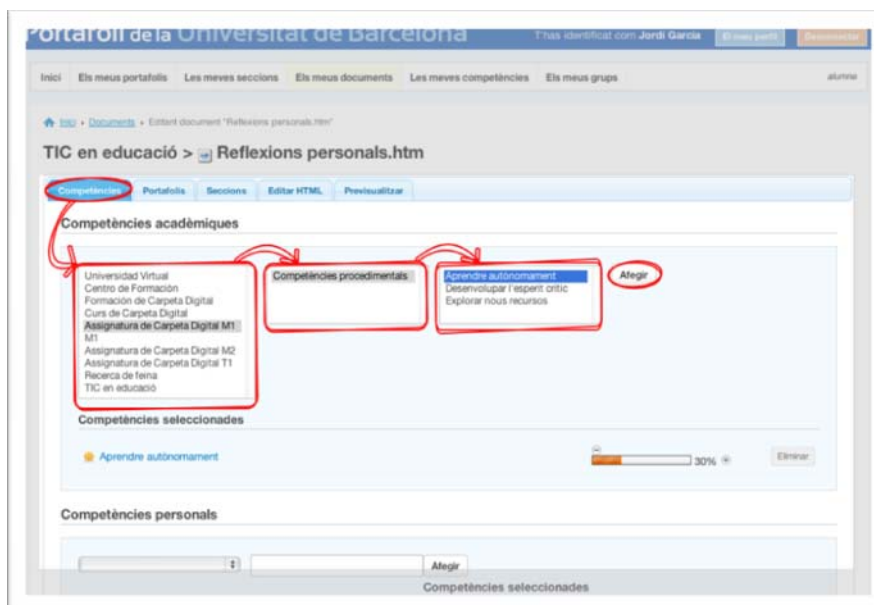 Portafoli de la Universitat de Barcelona
T'has identificat com Jordi Garcia
El meu perfil
Desconnectar
Inici Els meus portafolis Les meves seccions Els meus documents Les meves competències Els meus grups
alumne
Inici › Documents › Editant document "Reflexions personals.htm"
TIC en educació > Reflexions personals.htm
Competències Portafolis Seccions Editar HTML Previsualitzar
Competències acadèmiques
Universidad Virtual
Centro de Formación
Formación de Carpeta Digital
Curs de Carpeta Digital
Assignatura de Carpeta Digital M1
M1
Assignatura de Carpeta Digital M2
Assignatura de Carpeta Digital T1
Recerca de feina
TIC en educació
Competències procedimentals
Aprendre autònomament
Desenvolupar l'esperit crític
Explorar nous recursos
Afegir
Competències seleccionades
Aprendre autònomament
30%
Eliminar
Competències personals
Afegir
Competències seleccionades